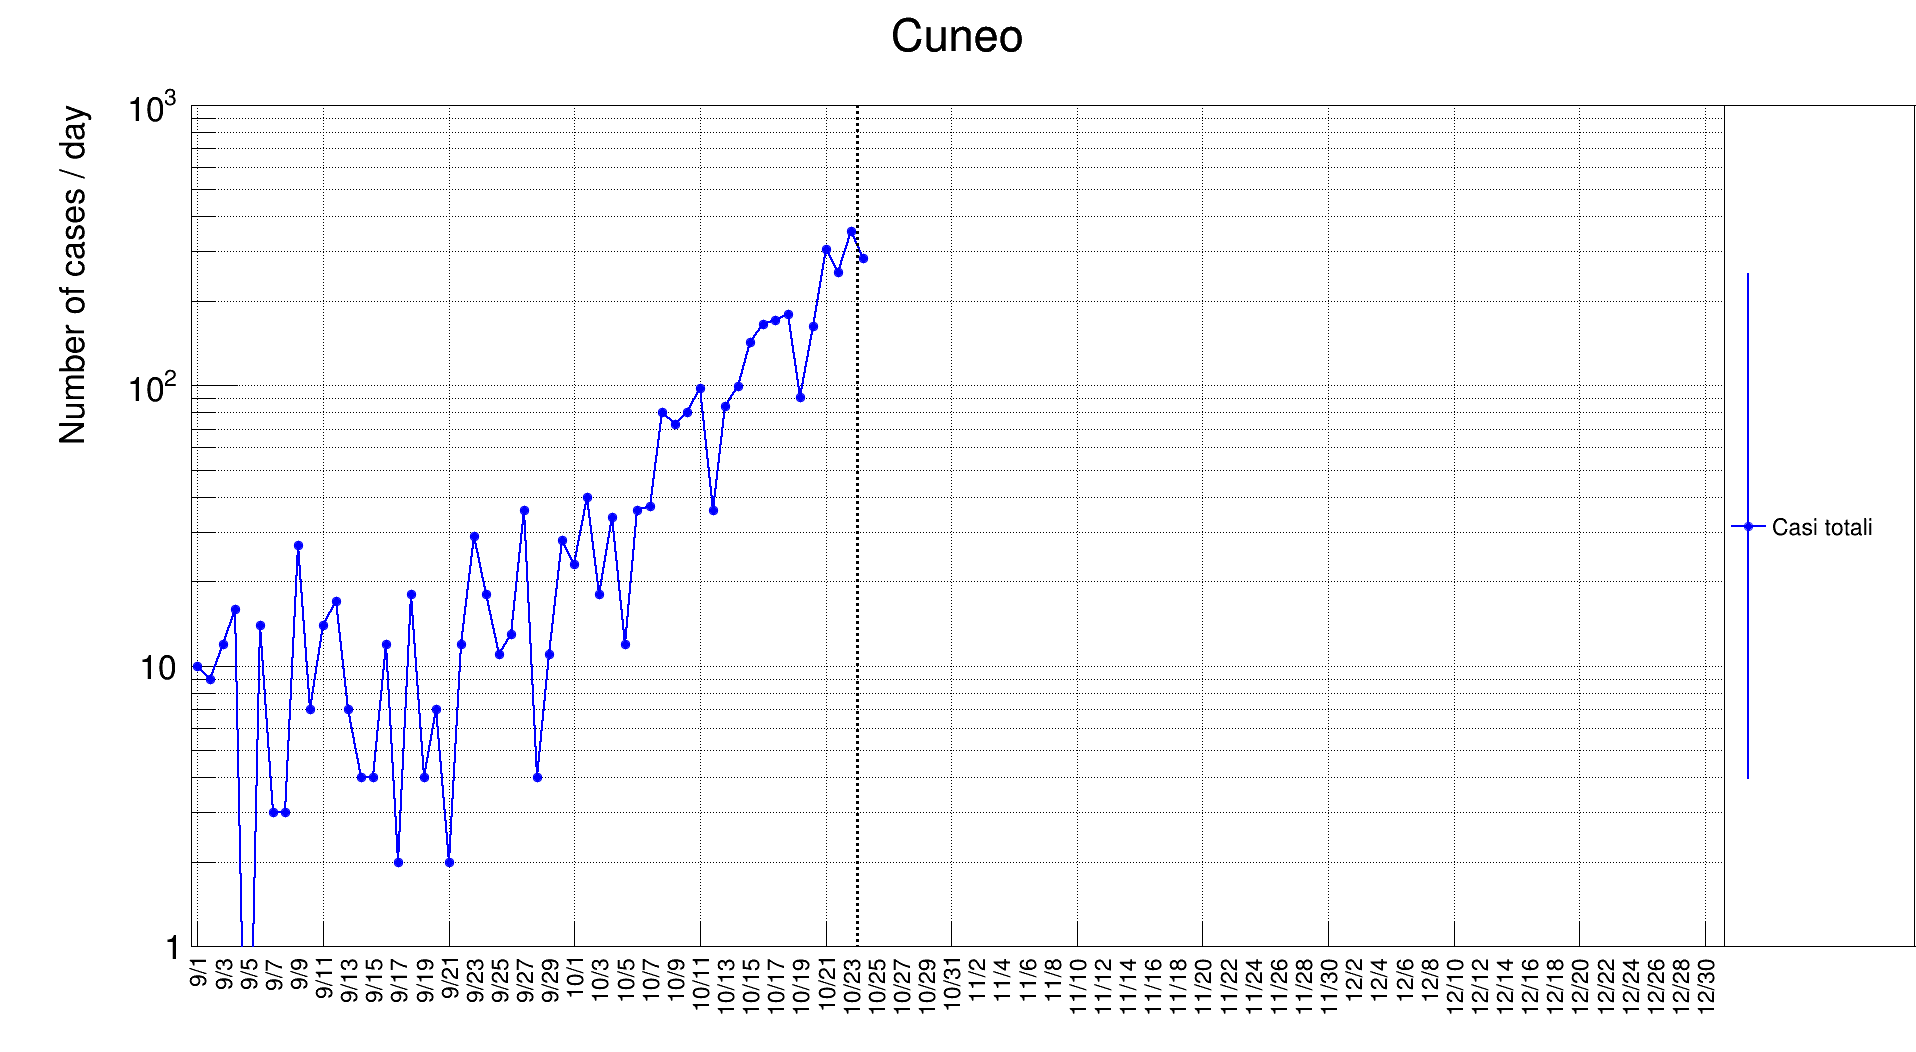 Cuneo
Number of cases / day
10³
10²
10
1
9/1 9/3 9/5 9/7 9/9 9/11 9/13 9/15 9/17 9/19 9/21 9/23 9/25 9/27 9/29 10/1 10/3 10/5 10/7 10/9 10/11 10/13 10/15 10/17 10/19 10/21 10/23 10/25 10/27 10/29 10/31 11/2 11/4 11/6 11/8 11/10 11/12 11/14 11/16 11/18 11/20 11/22 11/24 11/26 11/28 11/30 12/2 12/4 12/6 12/8 12/10 12/12 12/14 12/16 12/18 12/20 12/22 12/24 12/26 12/28 12/30
Casi totali